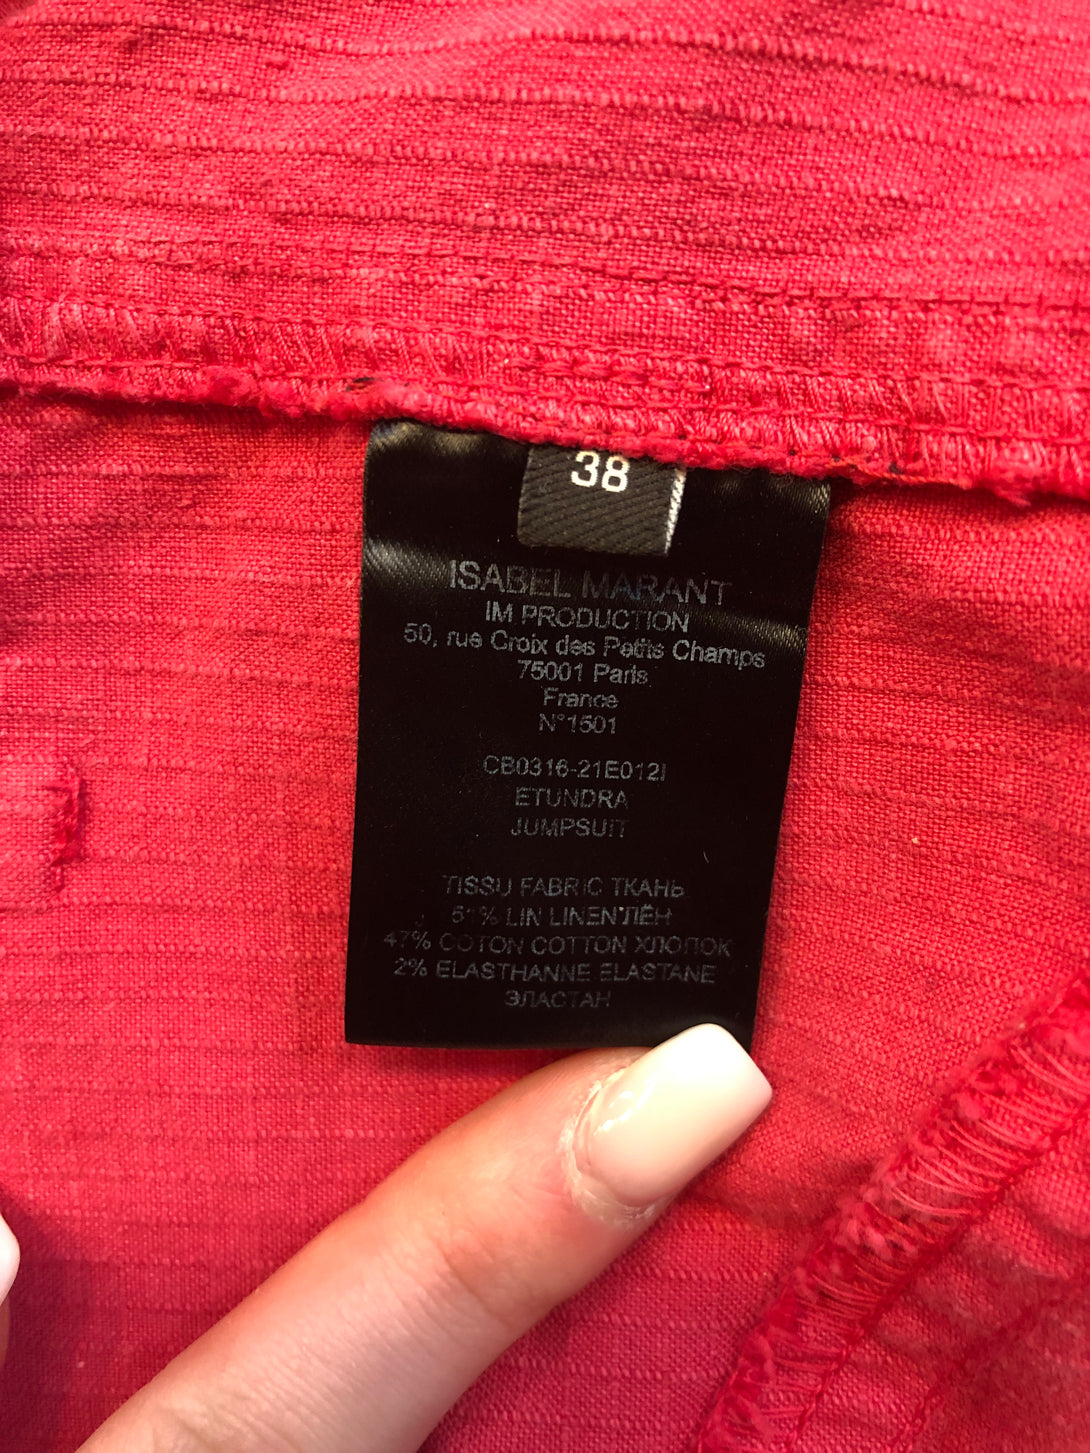 38
ISABEL MARANT
IM PRODUCTION
50, rue Croix des Petits Champs
75001 Paris
France
N°1501
CB0316-21E012I
ETUNDRA
JUMPSUIT
TISSU FABRIC ТКАНЬ
51% LIN LINEN ЛЁН
47% COTON COTTON ХЛОПОК
2% ELASTHANNE ELASTANE
ЭЛАСТАН